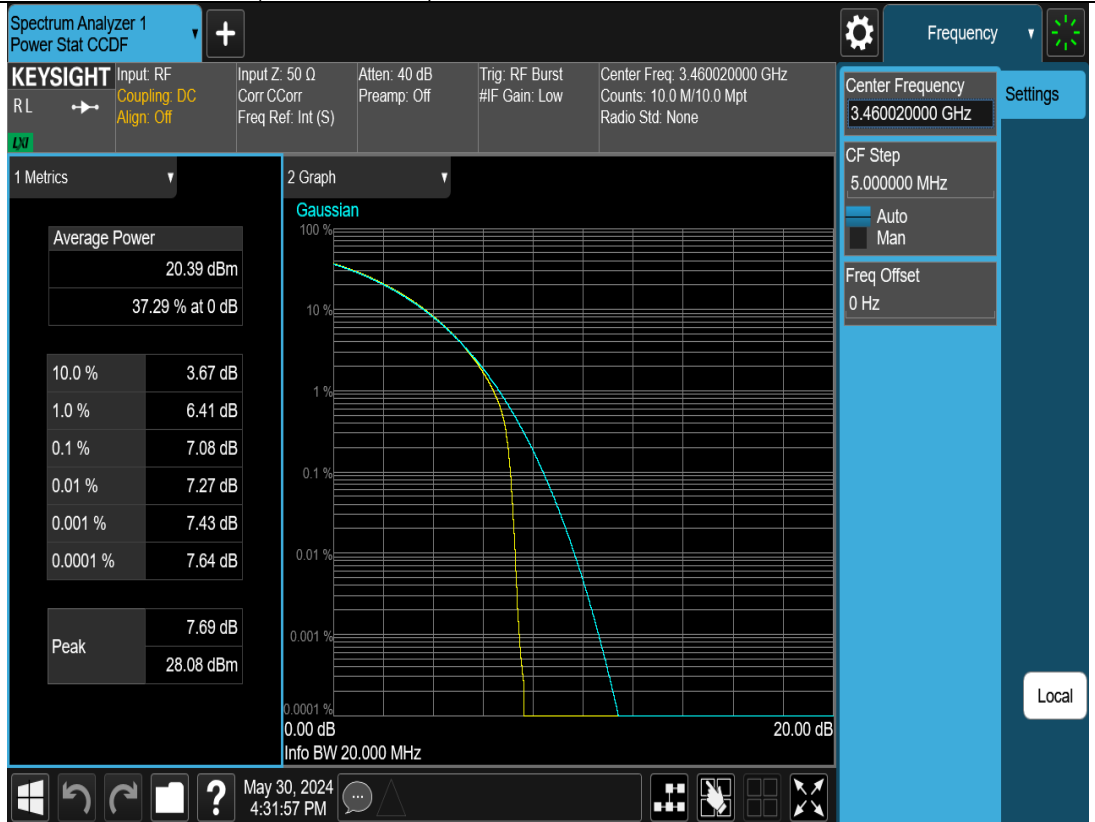 Spectrum Analyzer 1
Power Stat CCDF
+
Frequency
KEYSIGHT
RL
LXI
Input: RF
Coupling: DC
Align: Off
Input Z: 50 Ω
Corr CCorr
Freq Ref: Int (S)
Atten: 40 dB
Preamp: Off
Trig: RF Burst
#IF Gain: Low
Center Freq: 3.460020000 GHz
Counts: 10.0 M/10.0 Mpt
Radio Std: None
Center Frequency
3.460020000 GHz
Settings
CF Step
5.000000 MHz
Auto
Man
Freq Offset
0 Hz
1 Metrics
Average Power
20.39 dBm
37.29 % at 0 dB
10.0 % 3.67 dB
1.0 % 6.41 dB
0.1 % 7.08 dB
0.01 % 7.27 dB
0.001 % 7.43 dB
0.0001 % 7.64 dB
Peak 7.69 dB
28.08 dBm
2 Graph
Gaussian
100 %
10 %
1 %
0.1 %
0.01 %
0.001 %
0.0001 %
0.00 dB 20.00 dB
Info BW 20.000 MHz
Local
?
May 30, 2024
4:31:57 PM